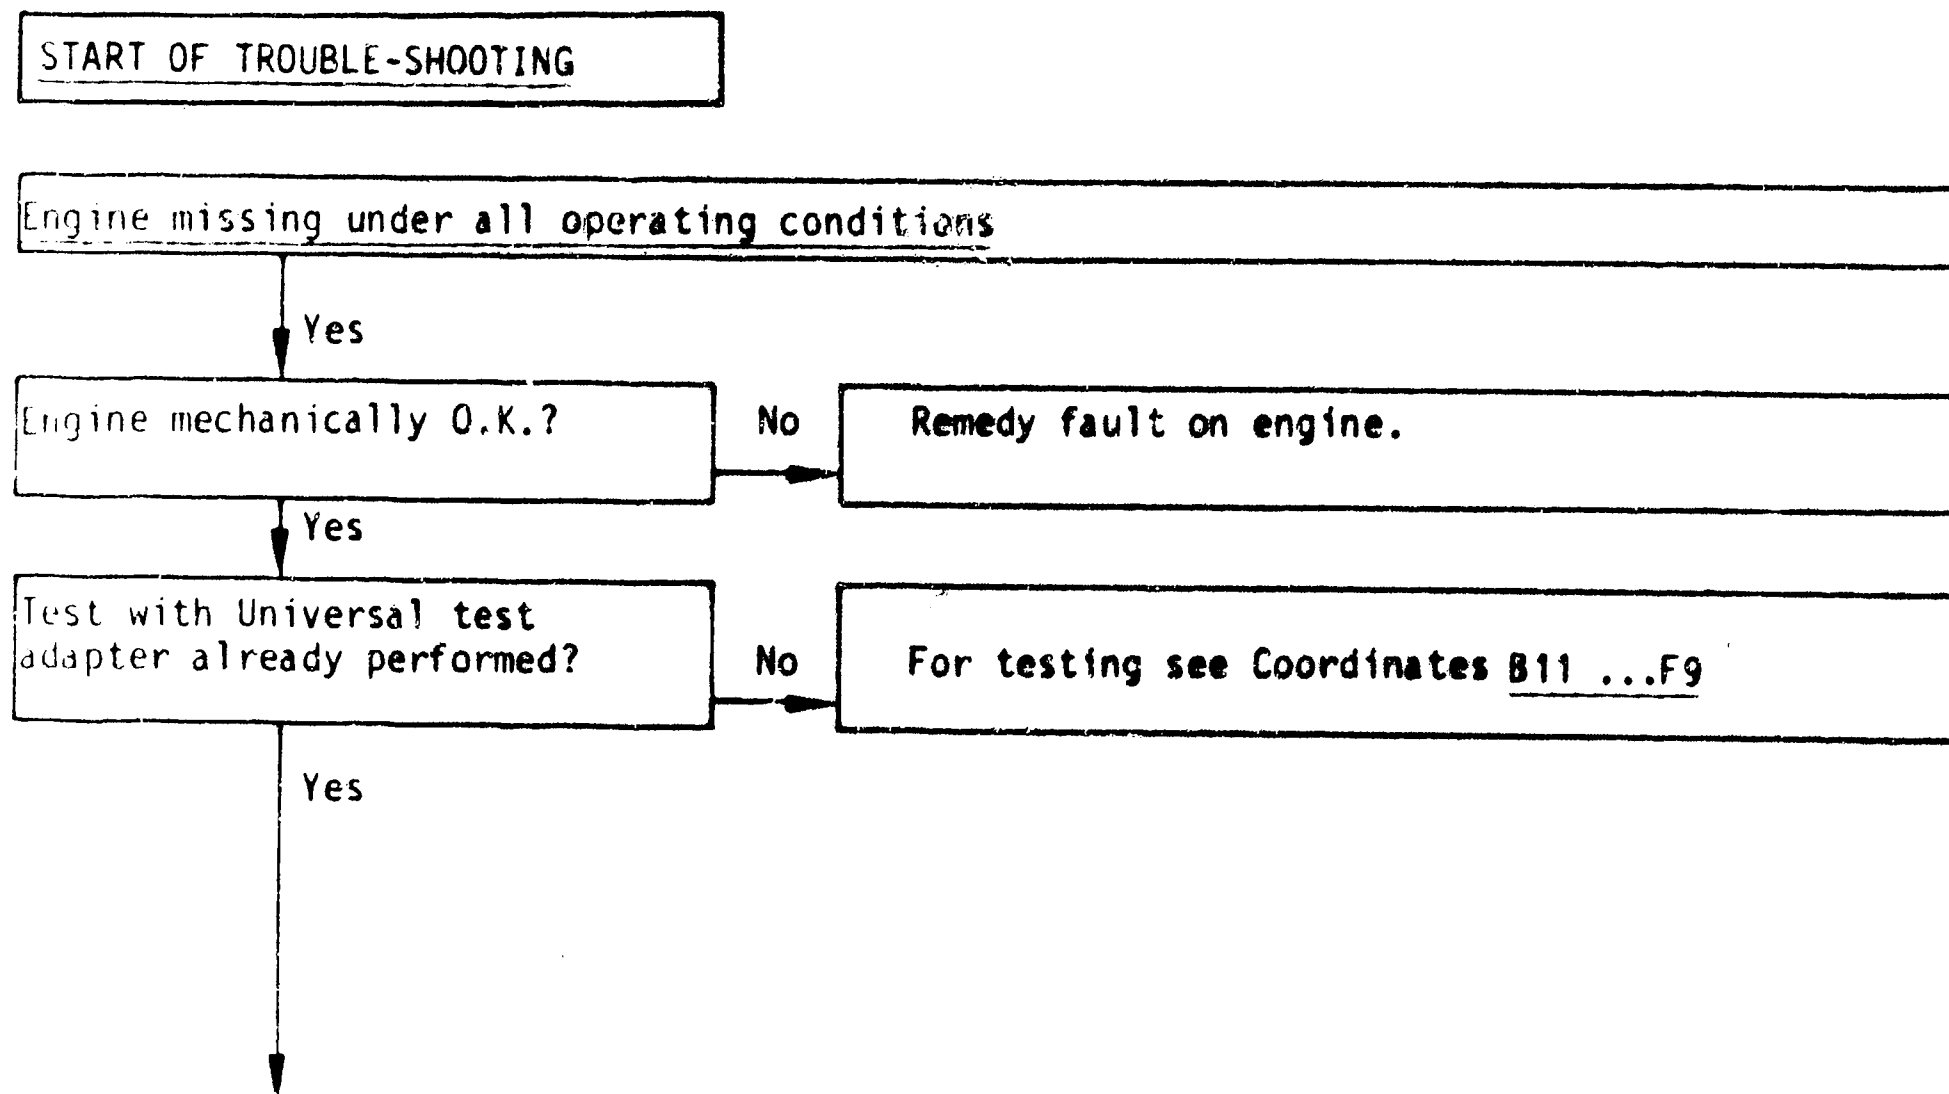 START OF TROUBLE-SHOOTING
Engine missing under all operating conditions
Yes
Engine mechanically O.K.?
No
Remedy fault on engine.
Yes
Test with Universal test
adapter already performed?
No
For testing see Coordinates B11 ...F9
Yes